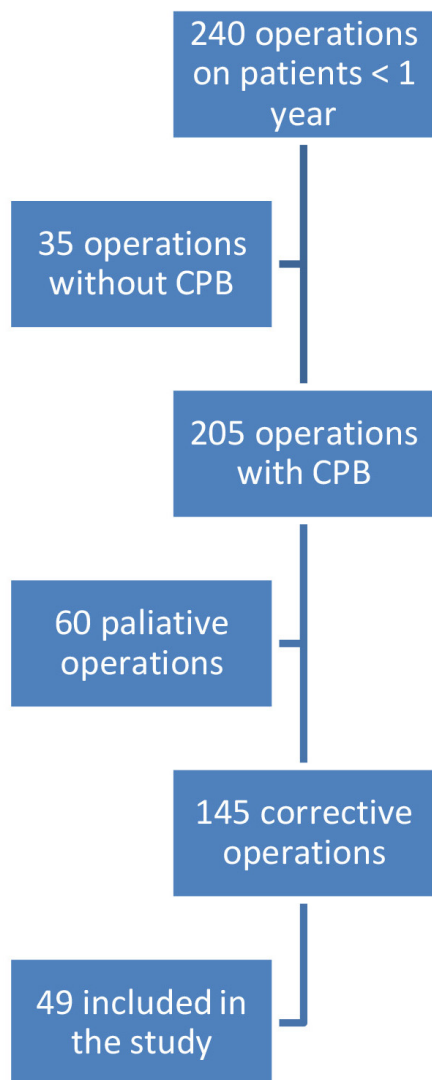 240 operations
on patients < 1
year
35 operations
without CPB
205 operations
with CPB
60 paliative
operations
145 corrective
operations
49 included in
the study